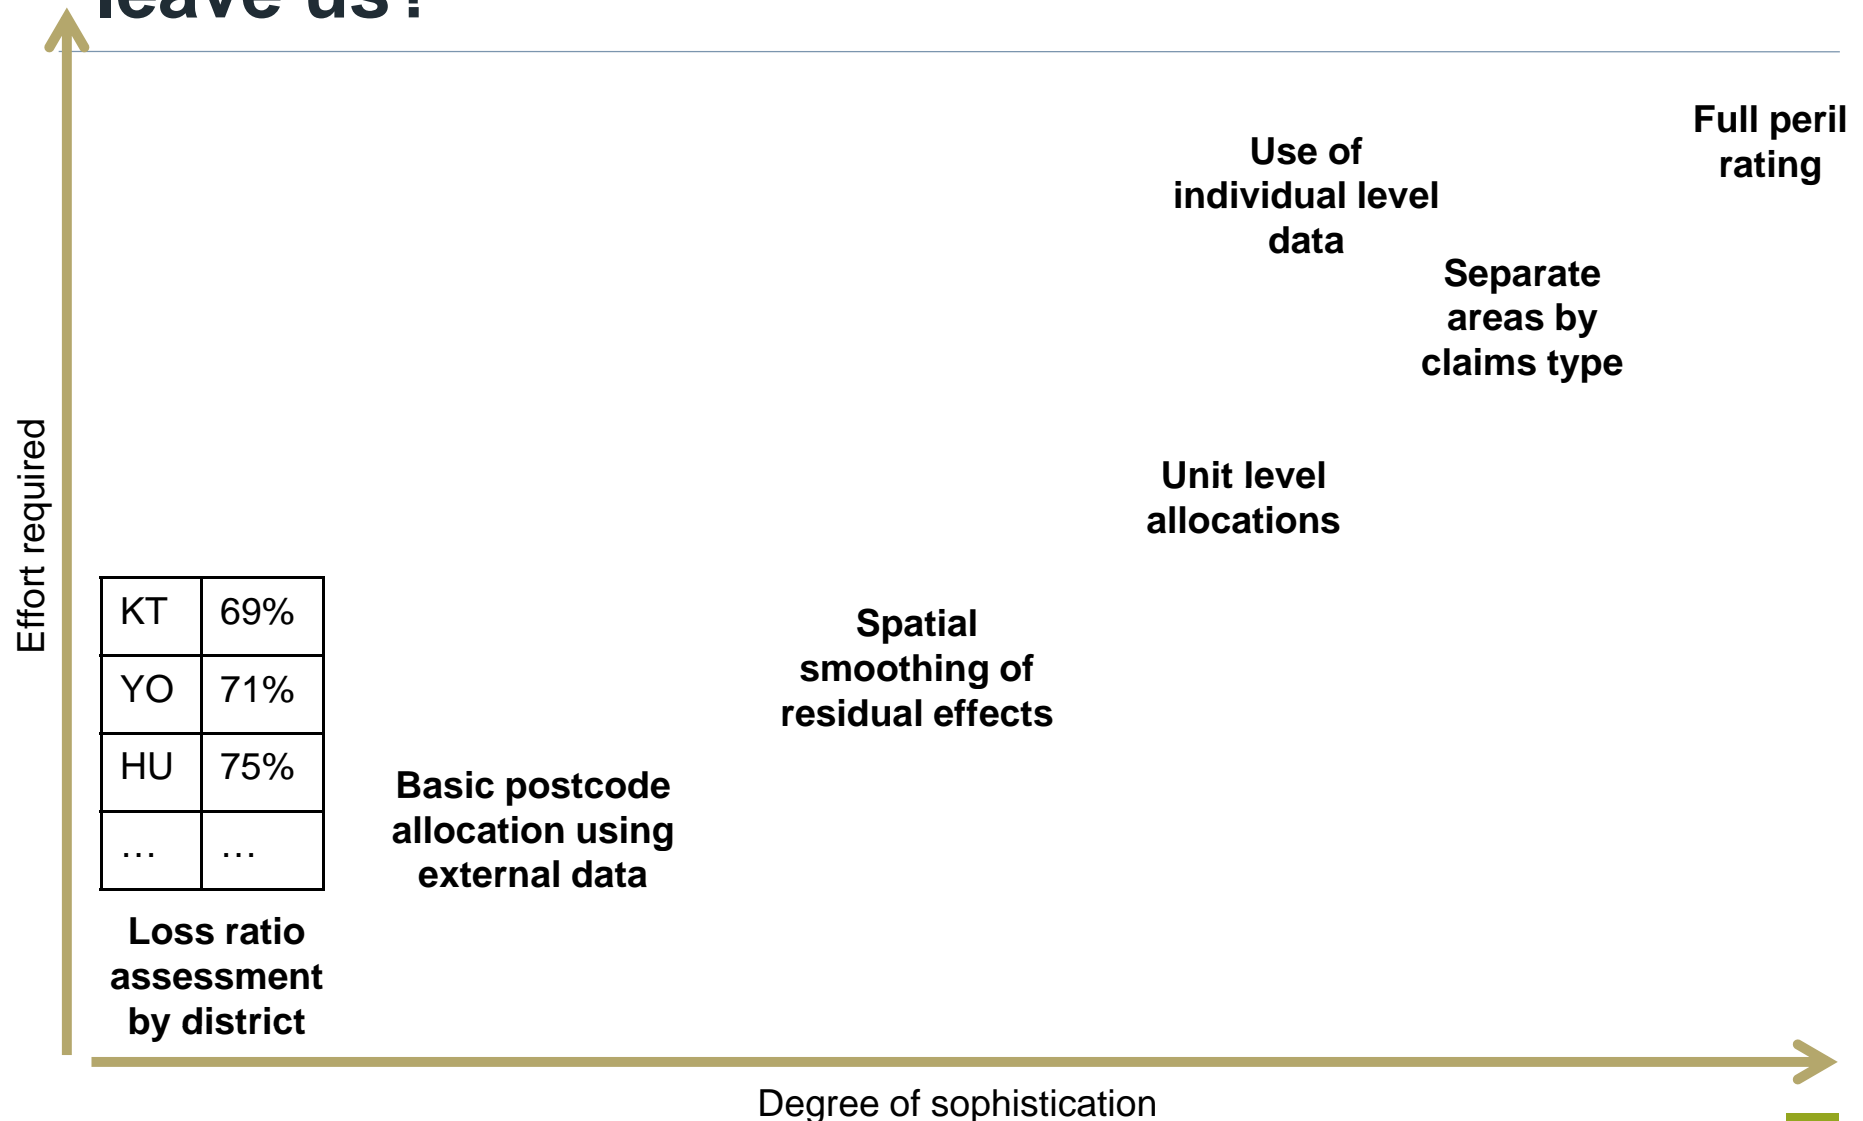 leave us?
Full peril
rating
Use of
individual level
data
Separate
areas by
claims type
Unit level
allocations
Effort required
KT 69%
YO 71%
HU 75%
… …
Spatial
smoothing of
residual effects
Basic postcode
allocation using
external data
Loss ratio
assessment
by district
Degree of sophistication